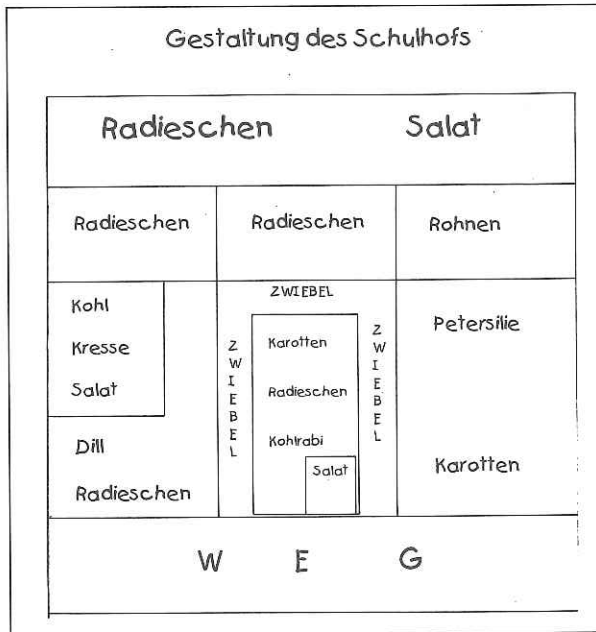 Gestaltung des Schulhofs
Radieschen Salat
Radieschen Radieschen Rohnen
Kohl
Kresse
Salat
Dill
Radieschen
ZWIEBEL
ZWIEBEL
Karotten
Radieschen
Kohlrabi
Salat
ZWIEBEL
Petersilie
Karotten
W E G